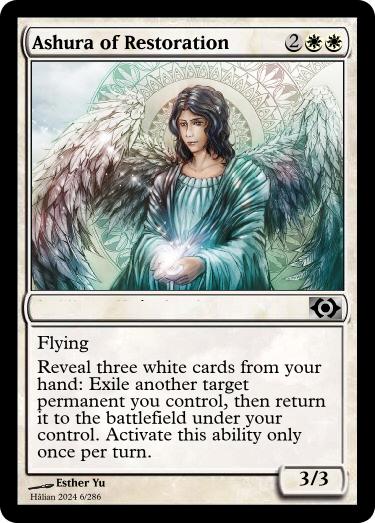 Ashura of Restoration 2
Flying
Reveal three white cards from your
hand: Exile another target
permanent you control, then return
it to the battlefield under your
control. Activate this ability only
once per turn.
Esther Yu
3/3
Hâlian 2024 6/286